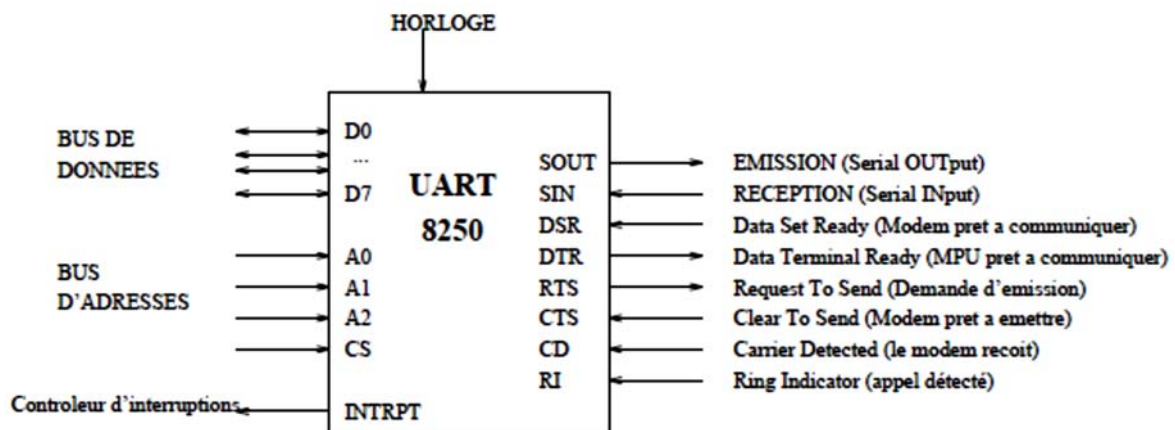 HORLOGE
BUS DE
DONNEES
D0
...
D7
UART
8250
BUS
D'ADRESSES
A0
A1
A2
CS
Controleur d'interruptions
INTRPT
SOUT EMISSION (Serial OUTput)
SIN RECEPTION (Serial INput)
DSR Data Set Ready (Modem pret a communiquer)
DTR Data Terminal Ready (MPU pret a communiquer)
RTS Request To Send (Demande d'emission)
CTS Clear To Send (Modem pret a emettre)
CD Carrier Detected (le modem recoit)
RI Ring Indicator (appel détecté)